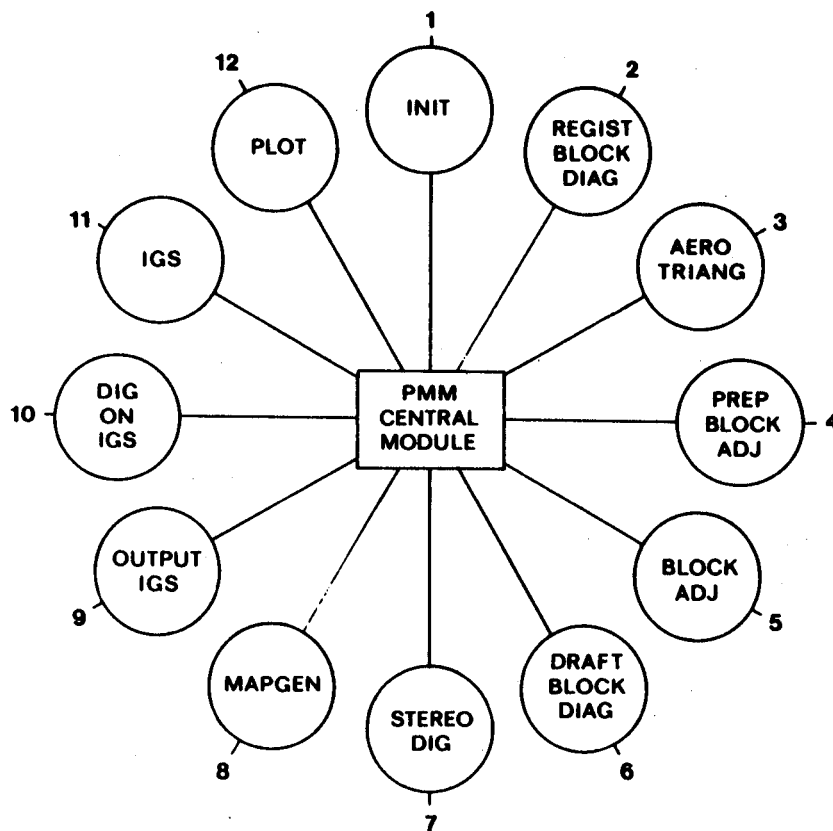 1
INIT
2
REGIST
BLOCK
DIAG
3
AERO
TRIANG
4
PREP
BLOCK
ADJ
5
BLOCK
ADJ
6
DRAFT
BLOCK
DIAG
7
STEREO
DIG
8
MAPGEN
9
OUTPUT
IGS
10
DIG
ON
IGS
11
IGS
12
PLOT
PMM
CENTRAL
MODULE